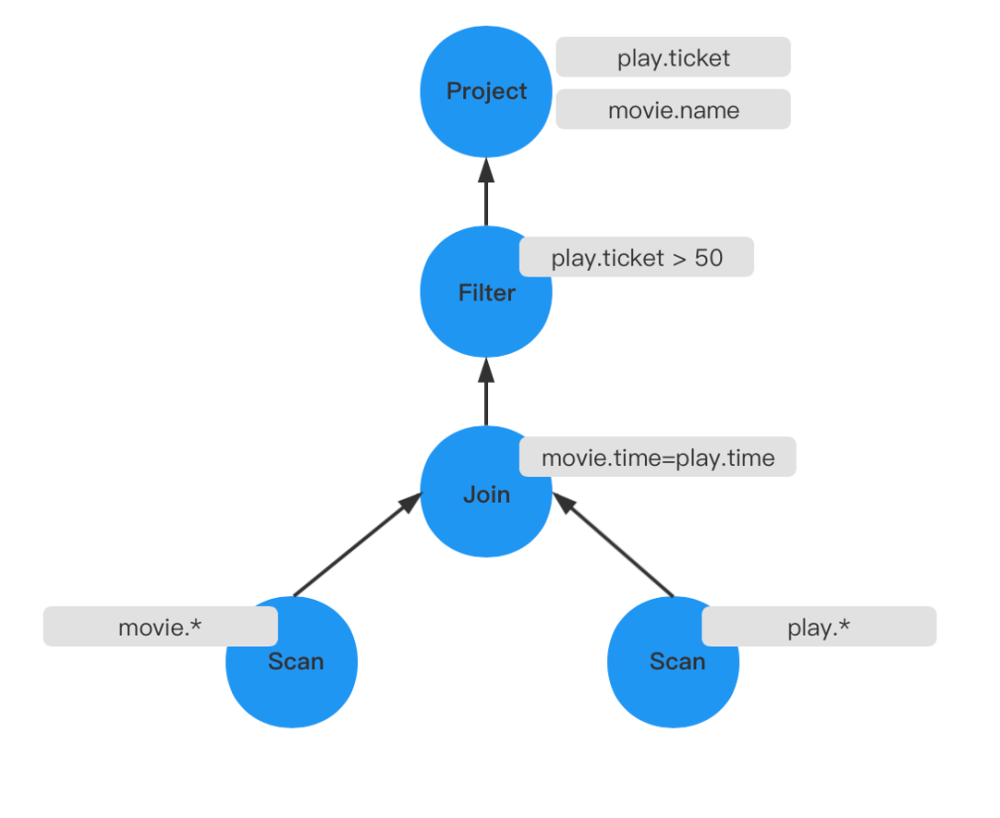 play.ticket
Project
movie.name
play.ticket > 50
Filter
movie.time=play.time
Join
movie.*
play.*
Scan
Scan